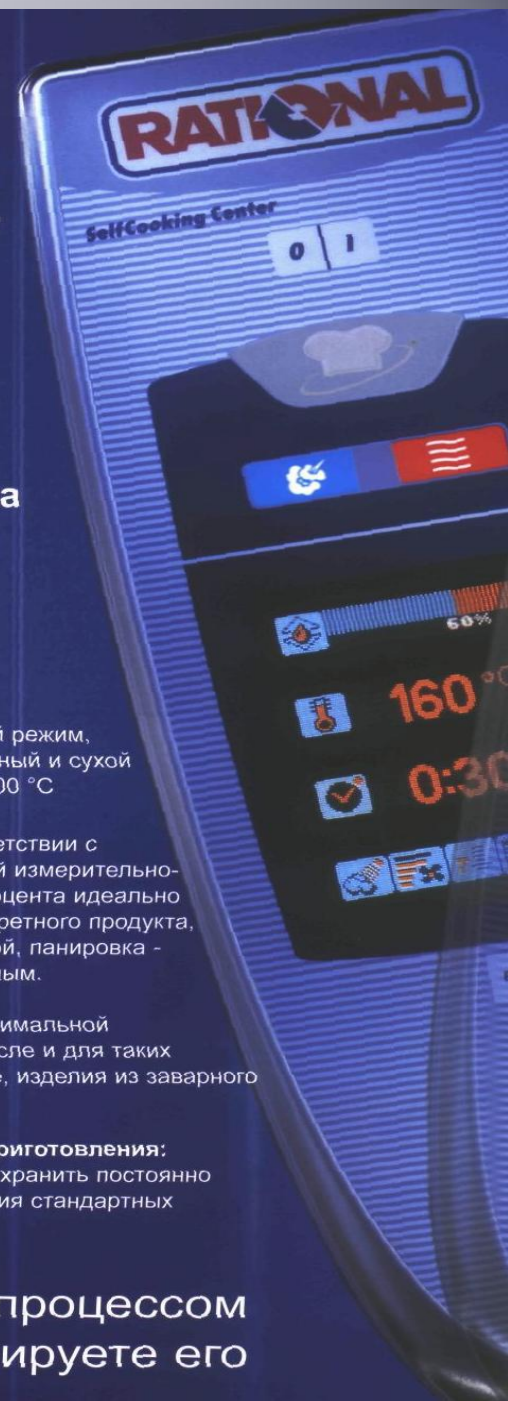 RATIONAL
SelfCooking Center
0 1
а
60%
160 °C
0:30
й режим,
ный и сухой
00 °C
етствии с
й измерительно-
оцента идеально
ретного продукта,
ой, панировка -
ым.
имальной
сле и для таких
е, изделия из заварного
риготовления:
хранить постоянно
ия стандартных
процессом
ируете его